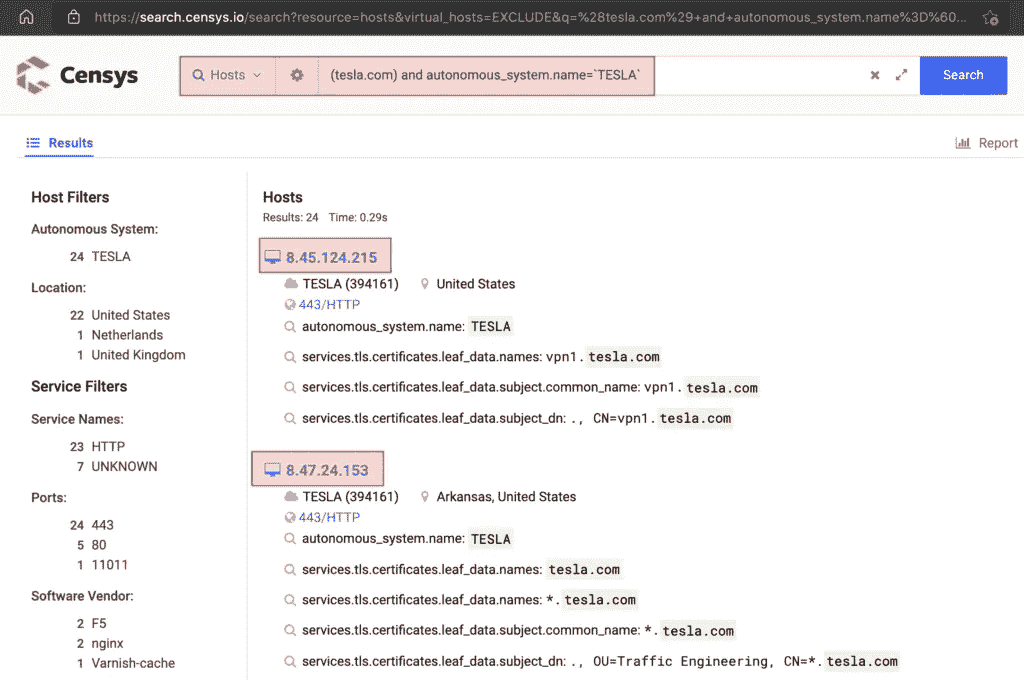 https://search.censys.io/search?resource=hosts&virtual_hosts=EXCLUDE&q=%28tesla.com%29+and+autonomous_system.name%3D%60...
Censys
Hosts
(tesla.com) and autonomous_system.name=`TESLA`
Search
Results
Report
Host Filters
Autonomous System:
24 TESLA
Location:
22 United States
1 Netherlands
1 United Kingdom
Service Filters
Service Names:
23 HTTP
7 UNKNOWN
Ports:
24 443
5 80
1 11011
Software Vendor:
2 F5
2 nginx
1 Varnish-cache
Hosts
Results: 24 Time: 0.29s
8.45.124.215
TESLA (394161) United States
443/HTTP
autonomous_system.name: TESLA
services.tls.certificates.leaf_data.names: vpn1.tesla.com
services.tls.certificates.leaf_data.subject.common_name: vpn1.tesla.com
services.tls.certificates.leaf_data.subject_dn: ., CN=vpn1.tesla.com
8.47.24.153
TESLA (394161) Arkansas, United States
443/HTTP
autonomous_system.name: TESLA
services.tls.certificates.leaf_data.names: tesla.com
services.tls.certificates.leaf_data.names: *.tesla.com
services.tls.certificates.leaf_data.subject.common_name: *.tesla.com
services.tls.certificates.leaf_data.subject_dn: ., OU=Traffic Engineering, CN=*.tesla.com